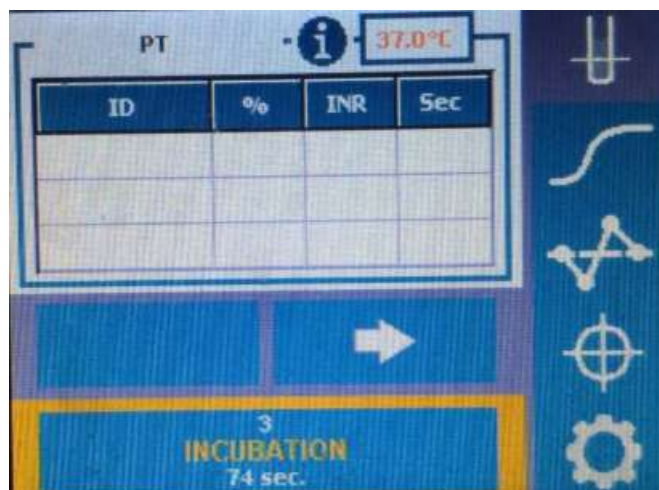 PT i 37.0°C
ID % INR Sec
3
INCUBATION
74 sec.